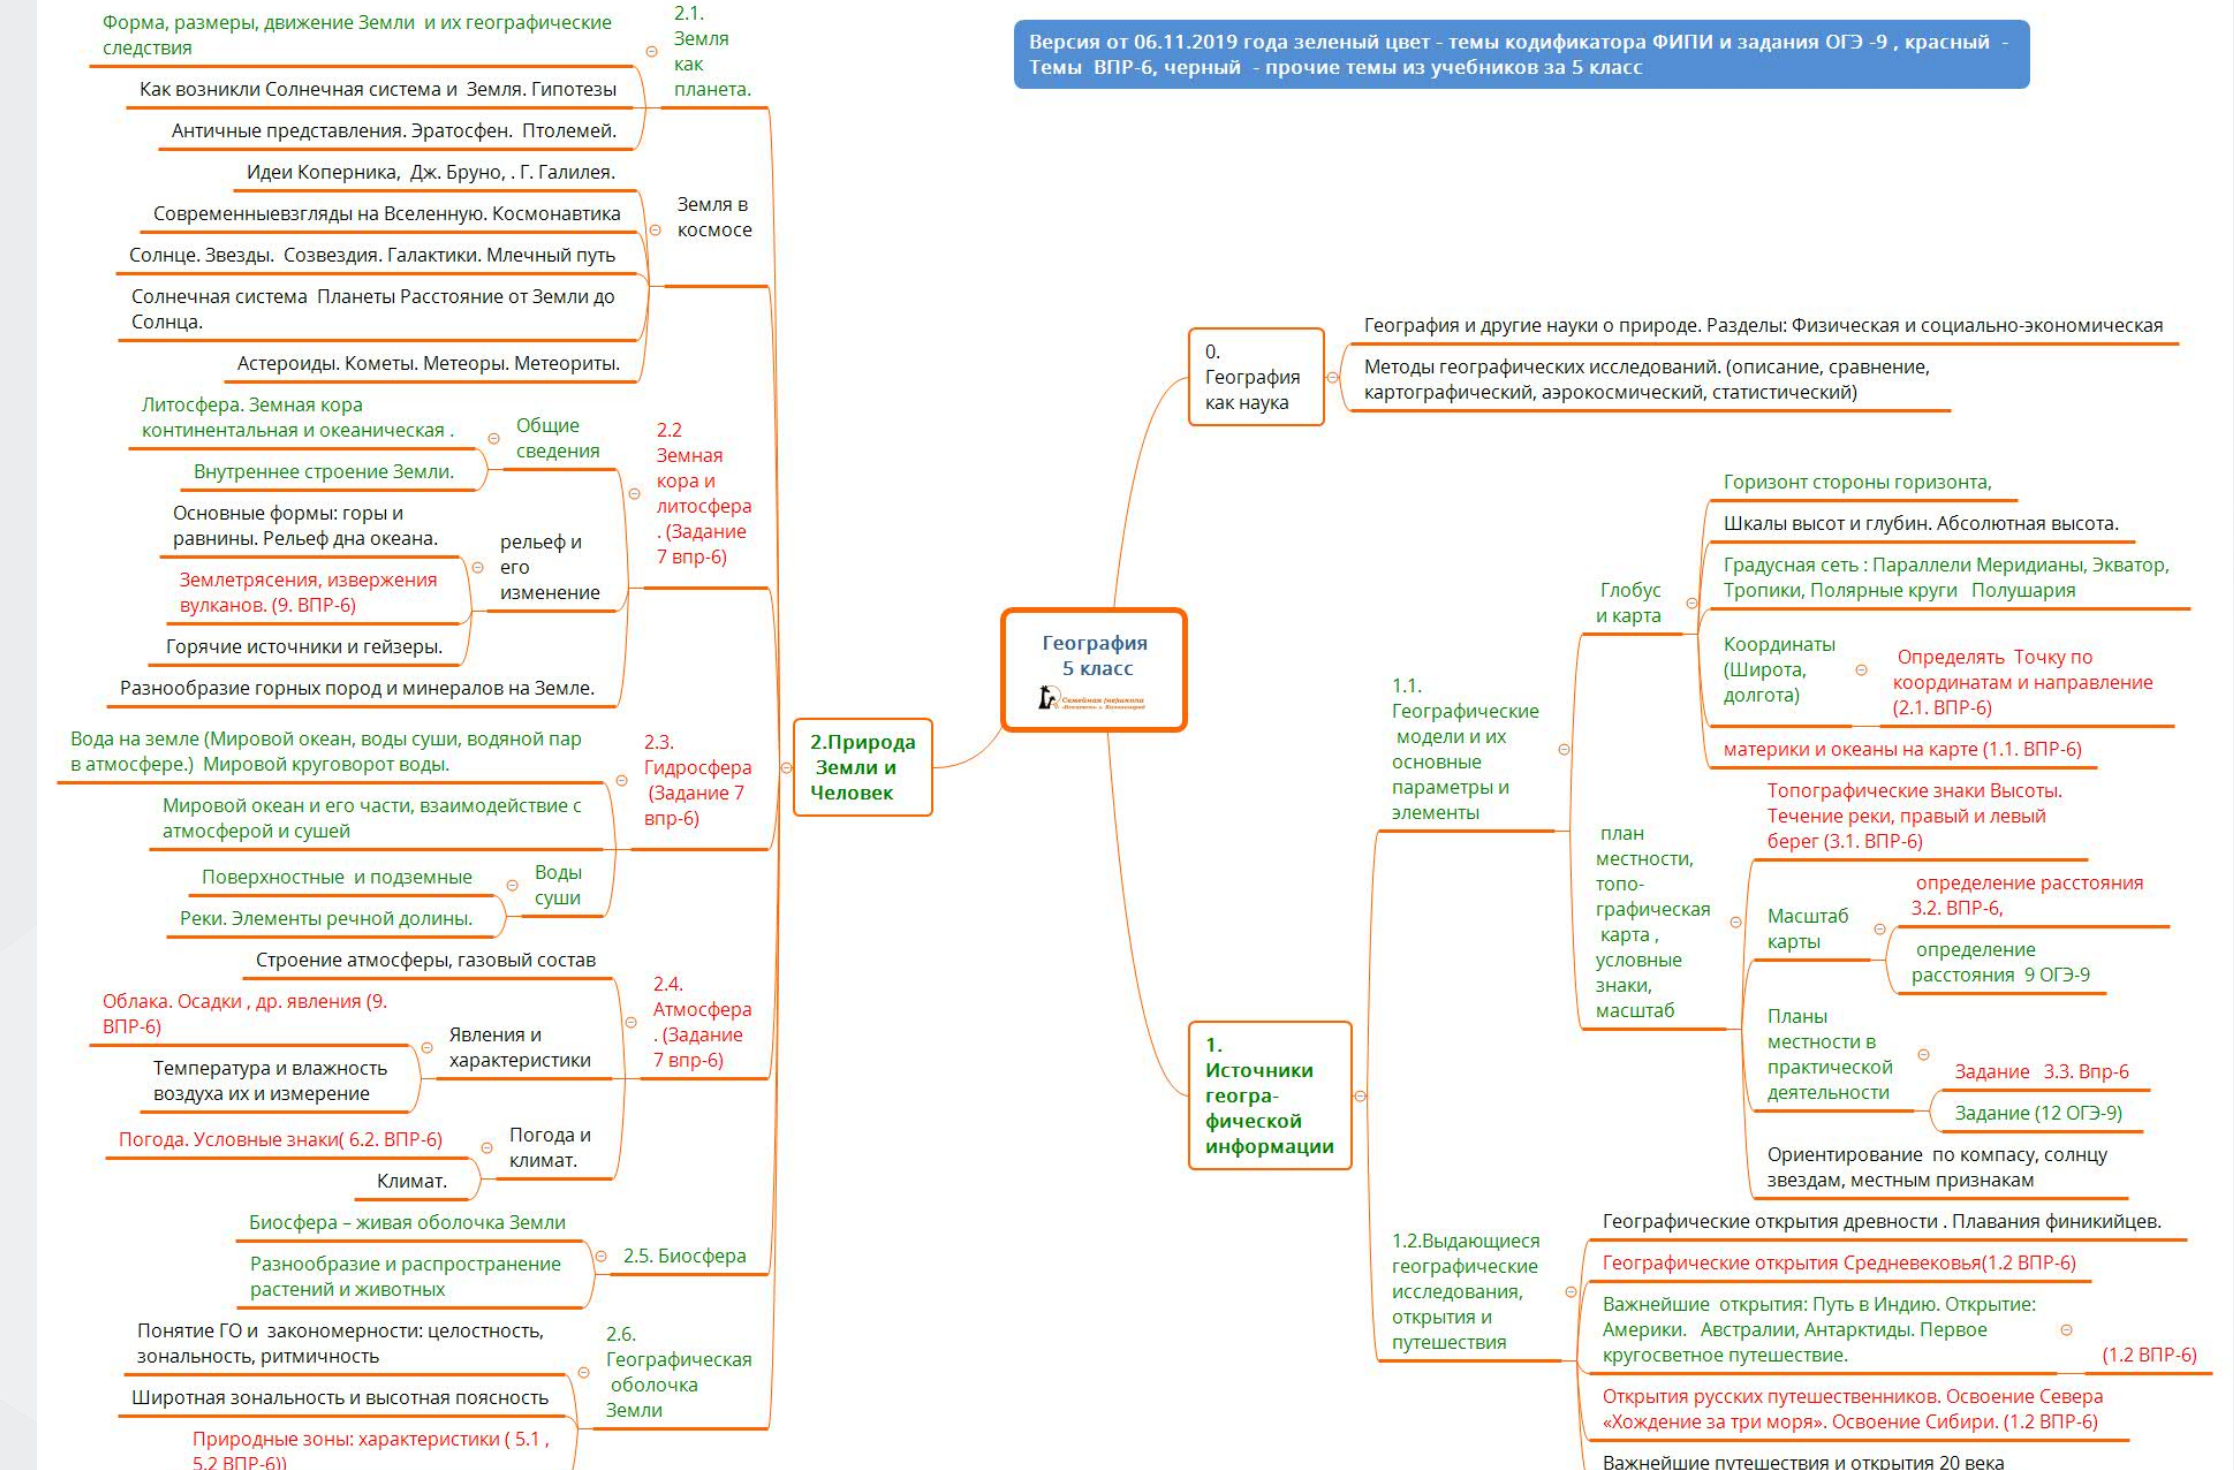 Версия от 06.11.2019 года зеленый цвет - темы кодификатора ФИПИ и задания ОГЭ -9 , красный -
Темы ВПР-6, черный - прочие темы из учебников за 5 класс
География
5 класс
0.
География
как наука
География и другие науки о природе. Разделы: Физическая и социально-экономическая
Методы географических исследований. (описание, сравнение,
картографический, аэрокосмический, статистический)
1.
Источники
геогра-
фической
информации
1.1.
Географические
модели и их
основные
параметры и
элементы
Глобус
и карта
Горизонт стороны горизонта,
Шкалы высот и глубин. Абсолютная высота.
Градусная сеть : Параллели Меридианы, Экватор,
Тропики, Полярные круги Полушария
Координаты
(Широта,
долгота)
Определять Точку по
координатам и направление
(2.1. ВПР-6)
материки и океаны на карте (1.1. ВПР-6)
план
местности,
топо-
графическая
карта ,
условные
знаки,
масштаб
Топографические знаки Высоты.
Течение реки, правый и левый
берег (3.1. ВПР-6)
Масштаб
карты
определение расстояния
3.2. ВПР-6,
определение
расстояния 9 ОГЭ-9
Планы
местности в
практической
деятельности
Задание 3.3. Впр-6
Задание (12 ОГЭ-9)
Ориентирование по компасу, солнцу
звездам, местным признакам
1.2.Выдающиеся
географические
исследования,
открытия и
путешествия
Географические открытия древности . Плавания финикийцев.
Географические открытия Средневековья(1.2 ВПР-6)
Важнейшие открытия: Путь в Индию. Открытие:
Америки. Австралии, Антарктиды. Первое
кругосветное путешествие.
(1.2 ВПР-6)
Открытия русских путешественников. Освоение Севера
«Хождение за три моря». Освоение Сибири. (1.2 ВПР-6)
Важнейшие путешествия и открытия 20 века
2.Природа
Земли и
Человек
2.1.
Земля
как
планета.
Форма, размеры, движение Земли и их географические
следствия
Как возникли Солнечная система и Земля. Гипотезы
Античные представления. Эратосфен. Птолемей.
Земля в
космосе
Идеи Коперника, Дж. Бруно, . Г. Галилея.
Современныевзгляды на Вселенную. Космонавтика
Солнце. Звезды. Созвездия. Галактики. Млечный путь
Солнечная система Планеты Расстояние от Земли до
Солнца.
Астероиды. Кометы. Метеоры. Метеориты.
2.2
Земная
кора и
литосфера
. (Задание
7 впр-6)
Общие
сведения
Литосфера. Земная кора
континентальная и океаническая .
Внутреннее строение Земли.
рельеф и
его
изменение
Основные формы: горы и
равнины. Рельеф дна океана.
Землетрясения, извержения
вулканов. (9. ВПР-6)
Горячие источники и гейзеры.
Разнообразие горных пород и минералов на Земле.
2.3.
Гидросфера
(Задание 7
впр-6)
Вода на земле (Мировой океан, воды суши, водяной пар
в атмосфере.) Мировой круговорот воды.
Мировой океан и его части, взаимодействие с
атмосферой и сушей
Воды
суши
Поверхностные и подземные
Реки. Элементы речной долины.
2.4.
Атмосфера
. (Задание
7 впр-6)
Строение атмосферы, газовый состав
Явления и
характеристики
Облака. Осадки , др. явления (9.
ВПР-6)
Температура и влажность
воздуха их и измерение
Погода и
климат.
Погода. Условные знаки( 6.2. ВПР-6)
Климат.
2.5. Биосфера
Биосфера – живая оболочка Земли
Разнообразие и распространение
растений и животных
2.6.
Географическая
оболочка
Земли
Понятие ГО и закономерности: целостность,
зональность, ритмичность
Широтная зональность и высотная поясность
Природные зоны: характеристики ( 5.1 ,
5.2 ВПР-6))